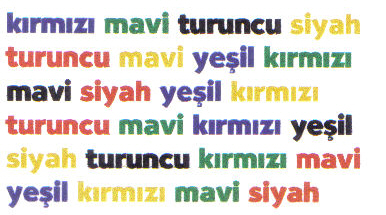 kırmızı mavi turuncu siyah
turuncu mavi yeşil kırmızı
mavi siyah yeşil kırmızı
turuncu mavi kırmızı yeşil
siyah turuncu kırmızı mavi
yeşil kırmızı mavi siyah